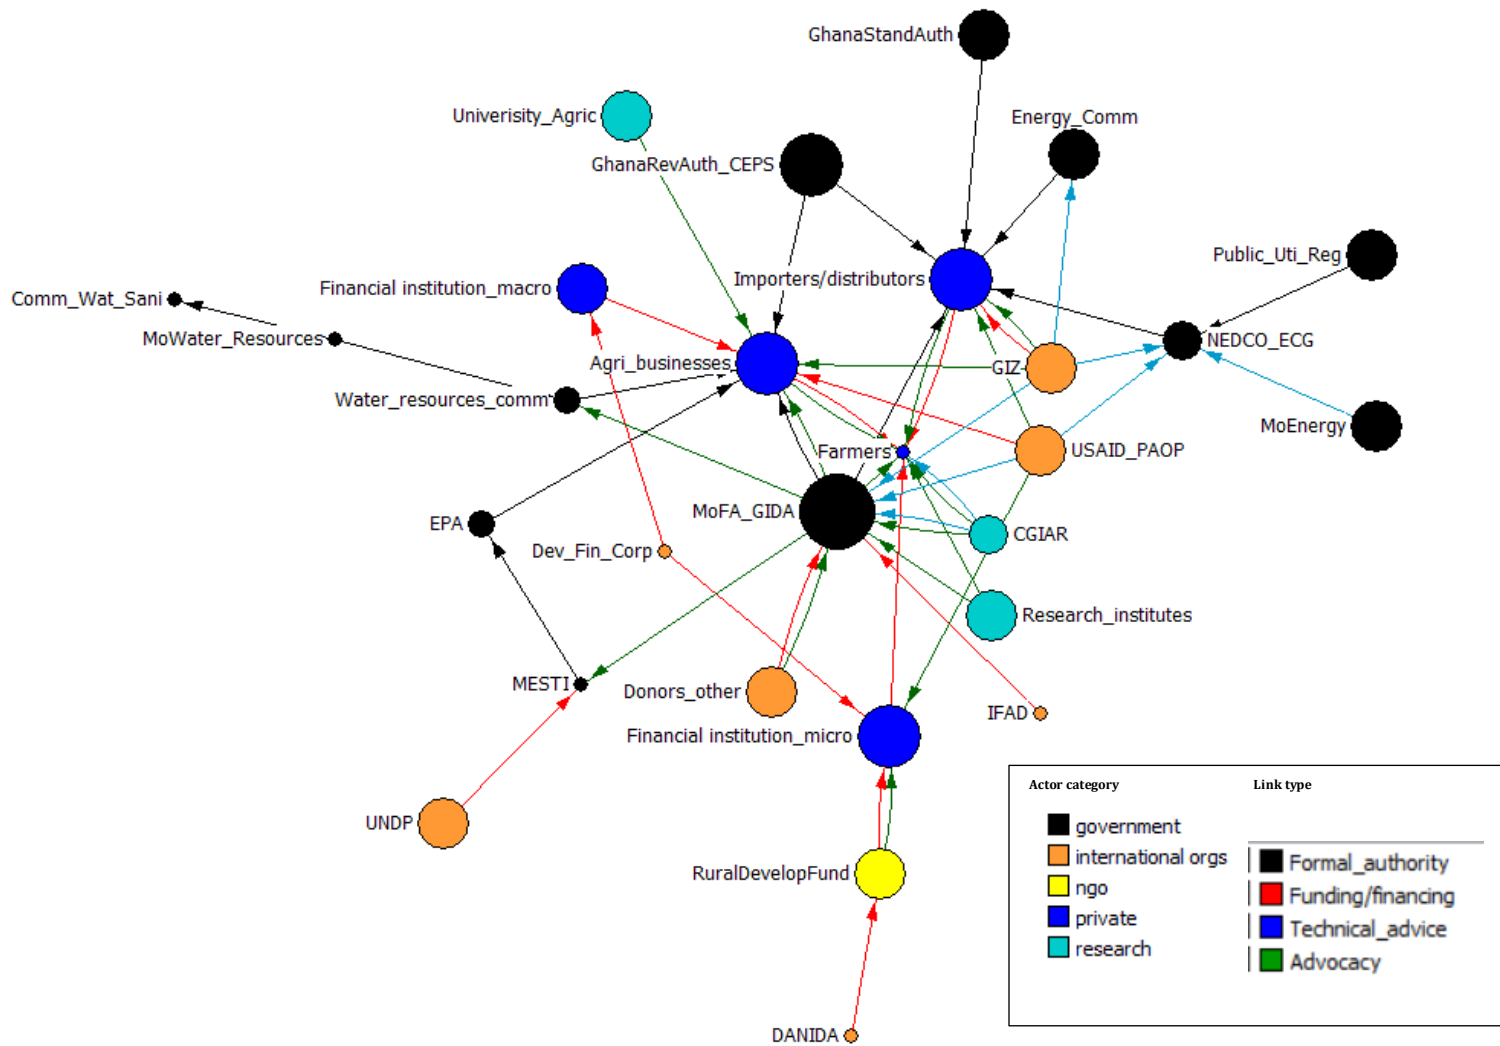 GhanaStandAuth
Energy_Comm
Univerisity_Agric
GhanaRevAuth_CEPS
Public_Uti_Reg
Importers/distributors
Financial institution_macro
Comm_Wat_Sani
MoWater_Resources
NEDCO_ECG
Agri_businesses
GIZ
Water_resources_comm
MoEnergy
Farmers
USAID_PAOP
MoFA_GIDA
EPA
CGIAR
Dev_Fin_Corp
Research_institutes
MESTI
Donors_other
IFAD
Financial institution_micro
UNDP
RuralDevelopFund
DANIDA
Actor category
government
international orgs
ngo
private
research
Link type
Formal_authority
Funding/financing
Technical_advice
Advocacy